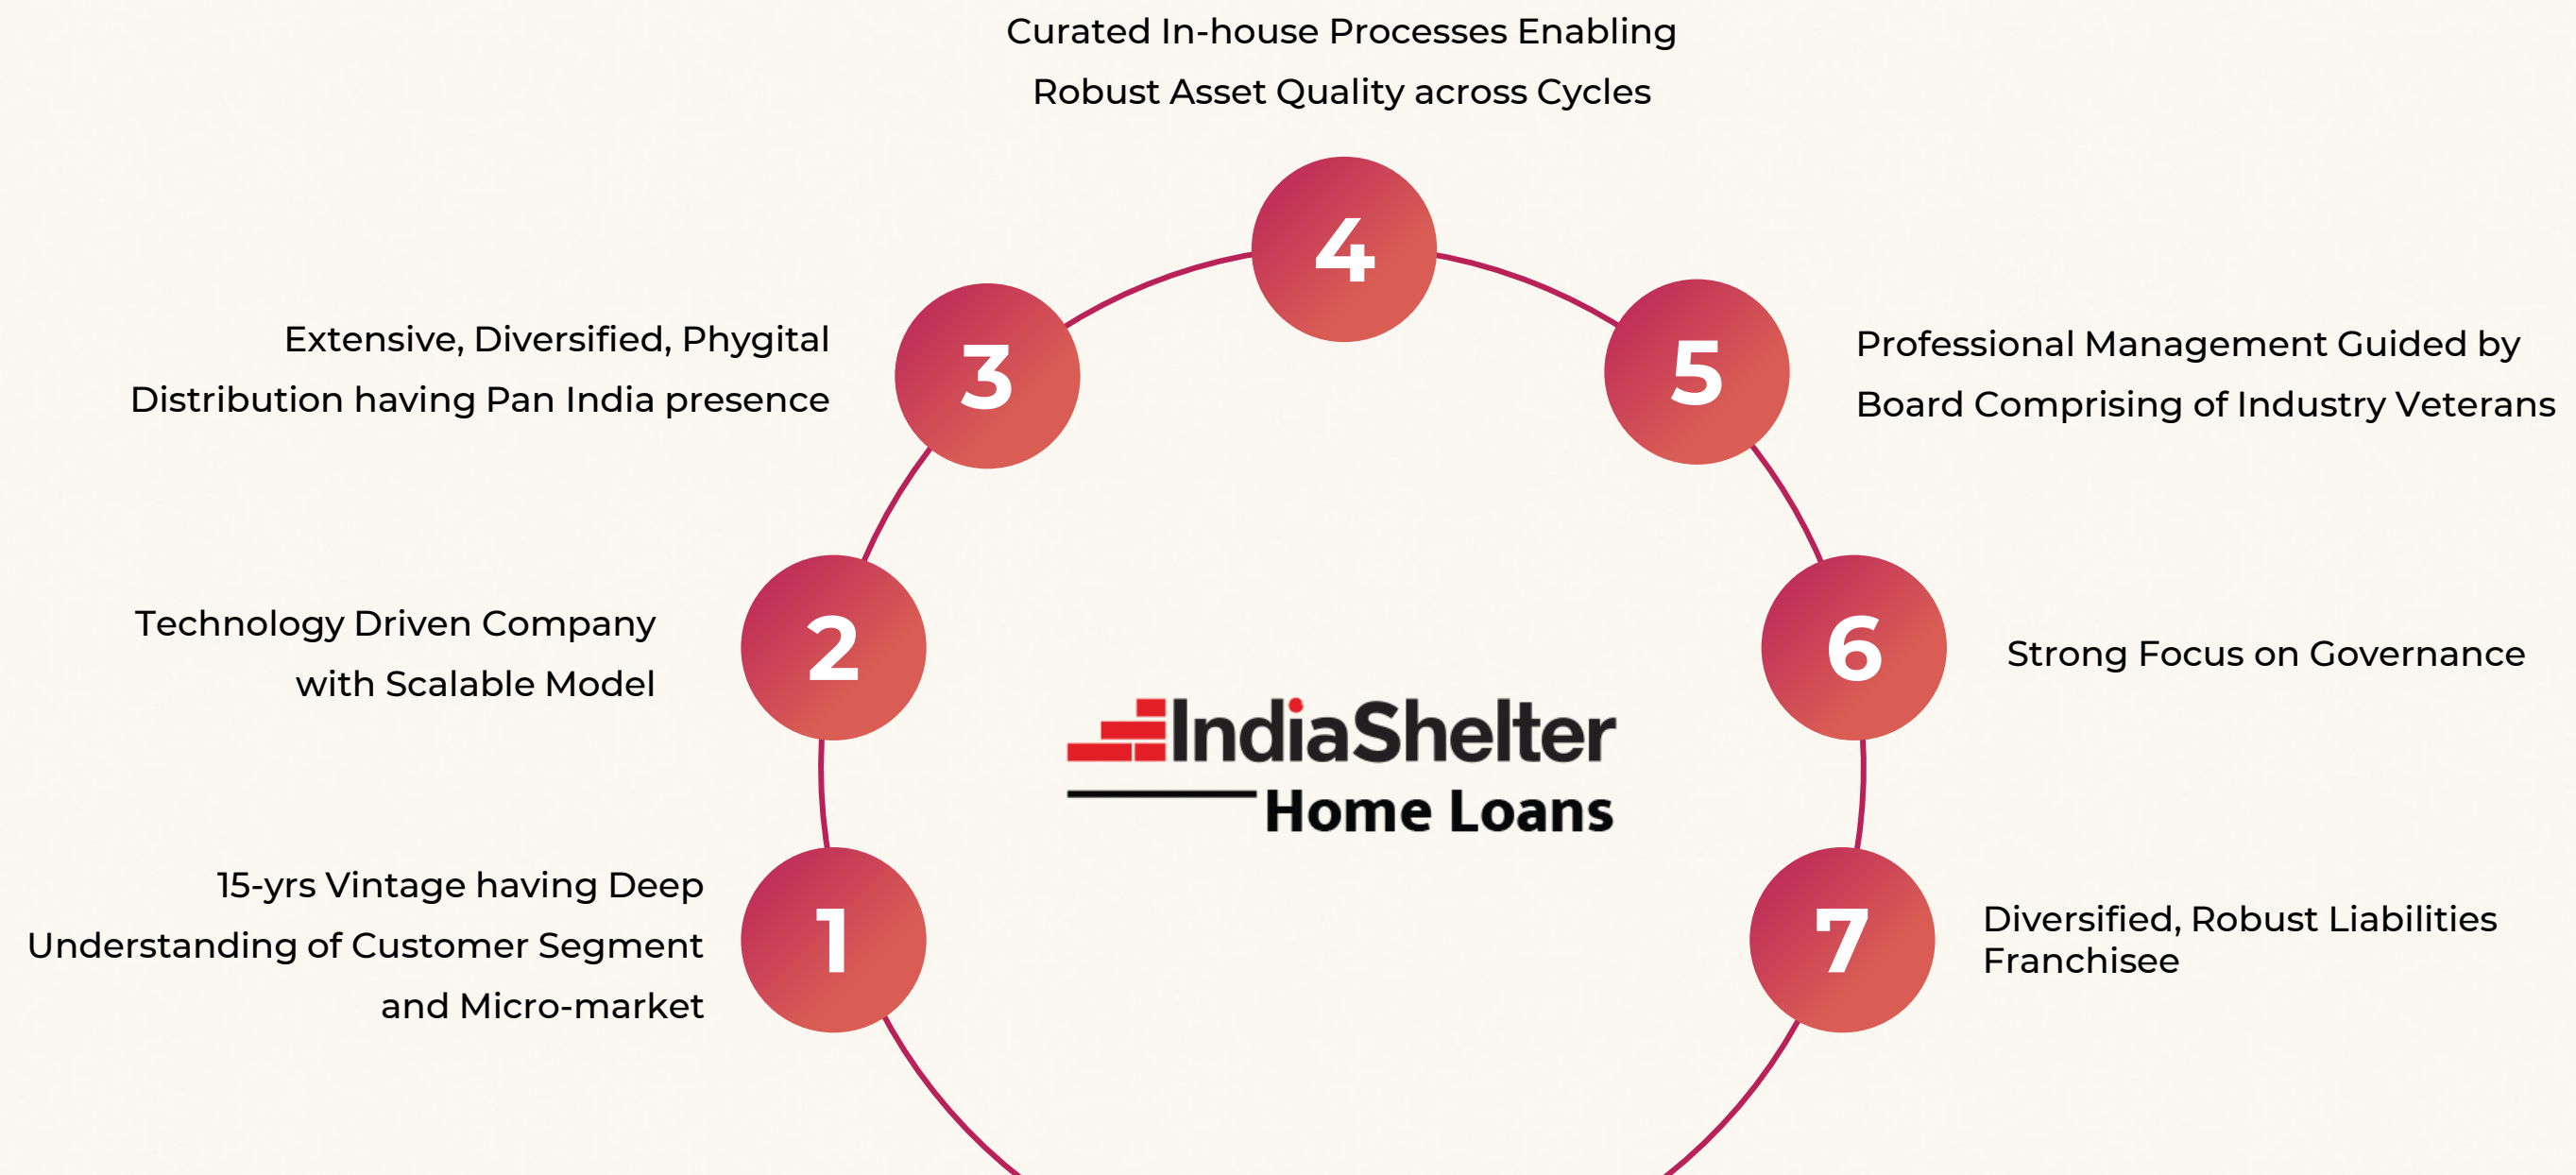 Curated In-house Processes Enabling
Robust Asset Quality across Cycles
4
3
Extensive, Diversified, Phygital
Distribution having Pan India presence
5
Professional Management Guided by
Board Comprising of Industry Veterans
2
Technology Driven Company
with Scalable Model
6
Strong Focus on Governance
IndiaShelter
Home Loans
1
15-yrs Vintage having Deep
Understanding of Customer Segment
and Micro-market
7
Diversified, Robust Liabilities
Franchisee